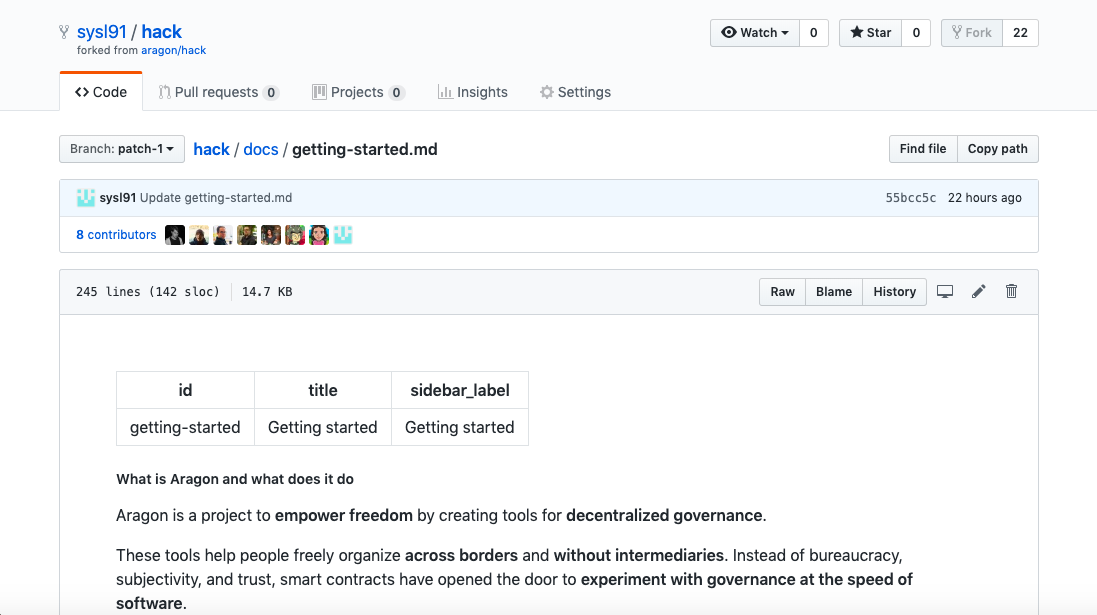 sysl91 / hack
forked from aragon/hack
Watch 0 Star 0 Fork 22
Code Pull requests 0 Projects 0 Insights Settings
Branch: patch-1 hack / docs / getting-started.md Find file Copy path
sysl91 Update getting-started.md 55bcc5c 22 hours ago
8 contributors
245 lines (142 sloc) 14.7 KB Raw Blame History
id title sidebar_label
getting-started Getting started Getting started
What is Aragon and what does it do
Aragon is a project to empower freedom by creating tools for decentralized governance.
These tools help people freely organize across borders and without intermediaries. Instead of bureaucracy,
subjectivity, and trust, smart contracts have opened the door to experiment with governance at the speed of
software.